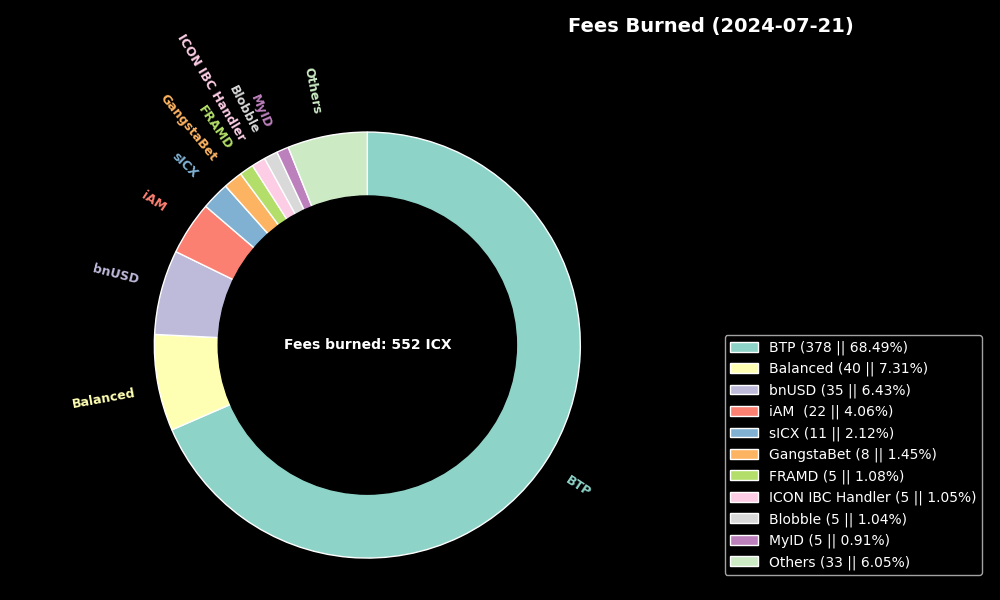 Fees Burned (2024-07-21)
ICON IBC Handler
Others
Blobble
MyID
GangstaBet
FRAMD
sICX
iAM
bnUSD
Fees burned: 552 ICX
Balanced
BTP
BTP (378 || 68.49%)
Balanced (40 || 7.31%)
bnUSD (35 || 6.43%)
iAM  (22 || 4.06%)
sICX (11 || 2.12%)
GangstaBet (8 || 1.45%)
FRAMD (5 || 1.08%)
ICON IBC Handler (5 || 1.05%)
Blobble (5 || 1.04%)
MyID (5 || 0.91%)
Others (33 || 6.05%)